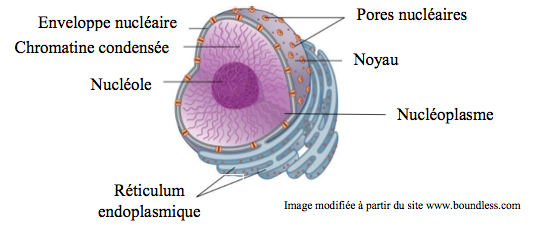 Enveloppe nucléaire
Chromatine condensée
Nucléole
Pores nucléaires
Noyau
Nucléoplasme
Réticulum
endoplasmique
Image modifiée à partir du site www.boundless.com